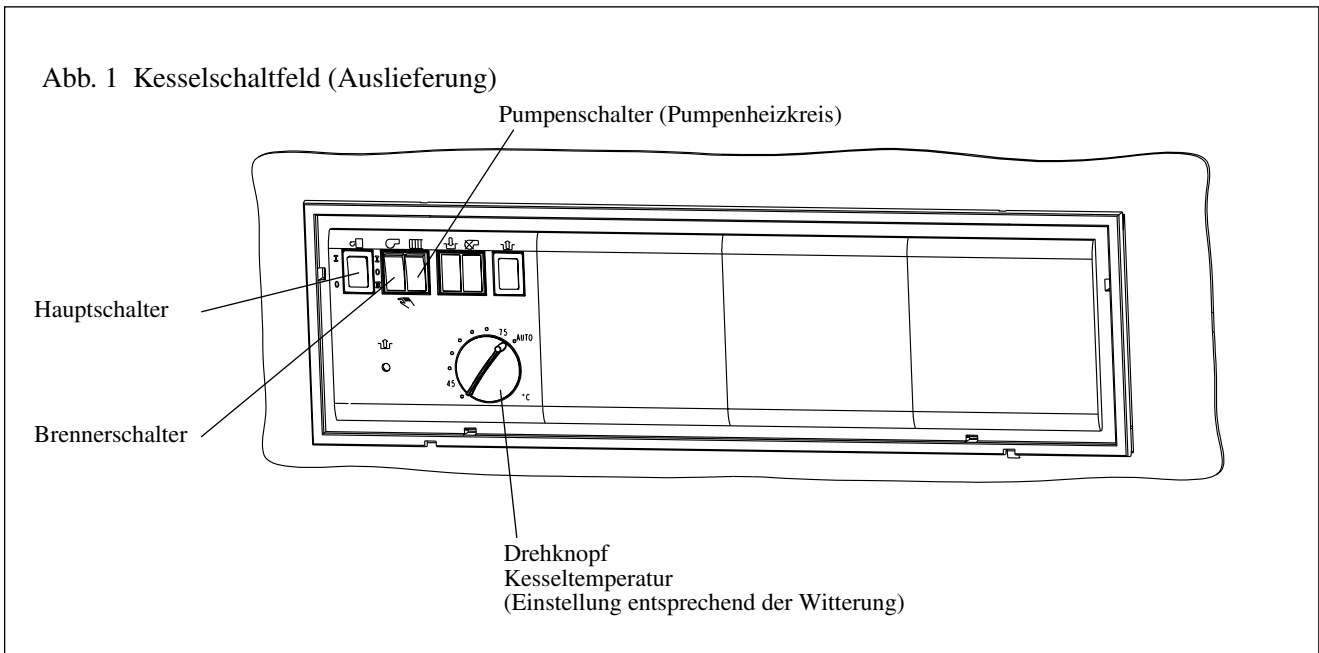 Abb. 1 Kesselschaltfeld (Auslieferung)
Pumpenschalter (Pumpenheizkreis)
Hauptschalter
I
0
I
0
75
AUTO
45
°C
Brennerschalter
Drehknopf
Kesseltemperatur
(Einstellung entsprechend der Witterung)